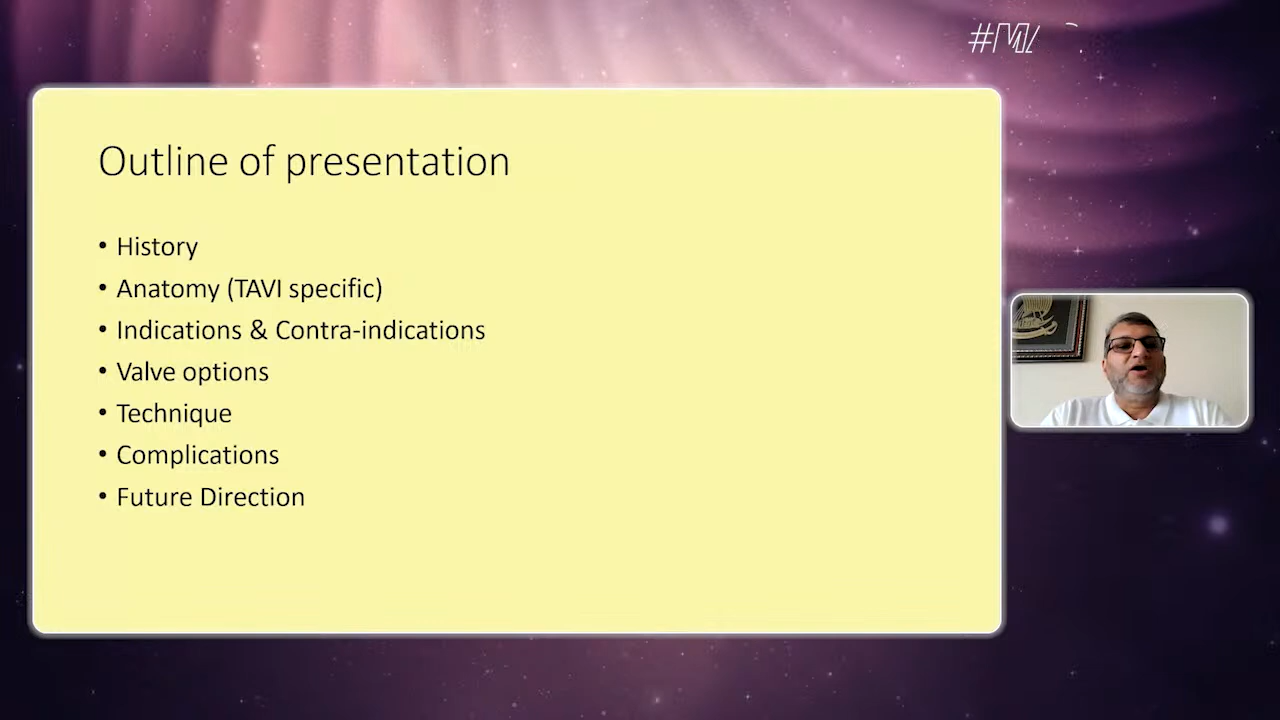 Outline of presentation
• History
• Anatomy (TAVI specific)
• Indications & Contra-indications
• Valve options
• Technique
• Complications
• Future Direction